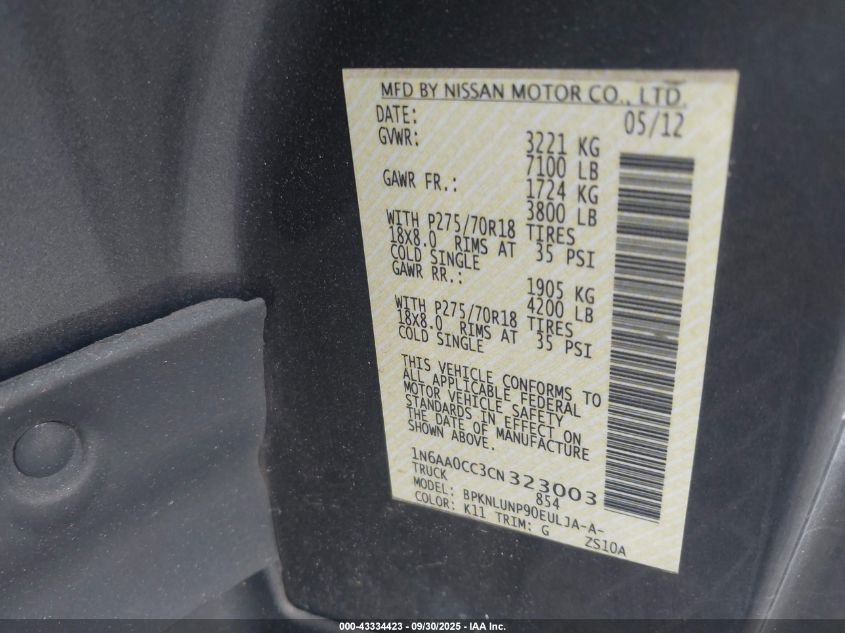 MFD BY NISSAN MOTOR CO., LTD.
DATE: 05/12
GVWR: 3221 KG
7100 LB
GAWR FR.: 1724 KG
3800 LB
WITH P275/70R18 TIRES
18X8.0 RIMS AT 35 PSI
COLD SINGLE
GAWR RR.: 1905 KG
4200 LB
WITH P275/70R18 TIRES
18X8.0 RIMS AT 35 PSI
COLD SINGLE
THIS VEHICLE CONFORMS TO
ALL APPLICABLE FEDERAL
MOTOR VEHICLE SAFETY
STANDARDS IN EFFECT ON
THE DATE OF MANUFACTURE
SHOWN ABOVE.
1N6AA0CC3CN323003
TRUCK 854
MODEL: BPKNLUNP90EULJA-A-
COLOR: K11 TRIM: G ZS10A
000-43334423 - 09/30/2025 - IAA Inc.